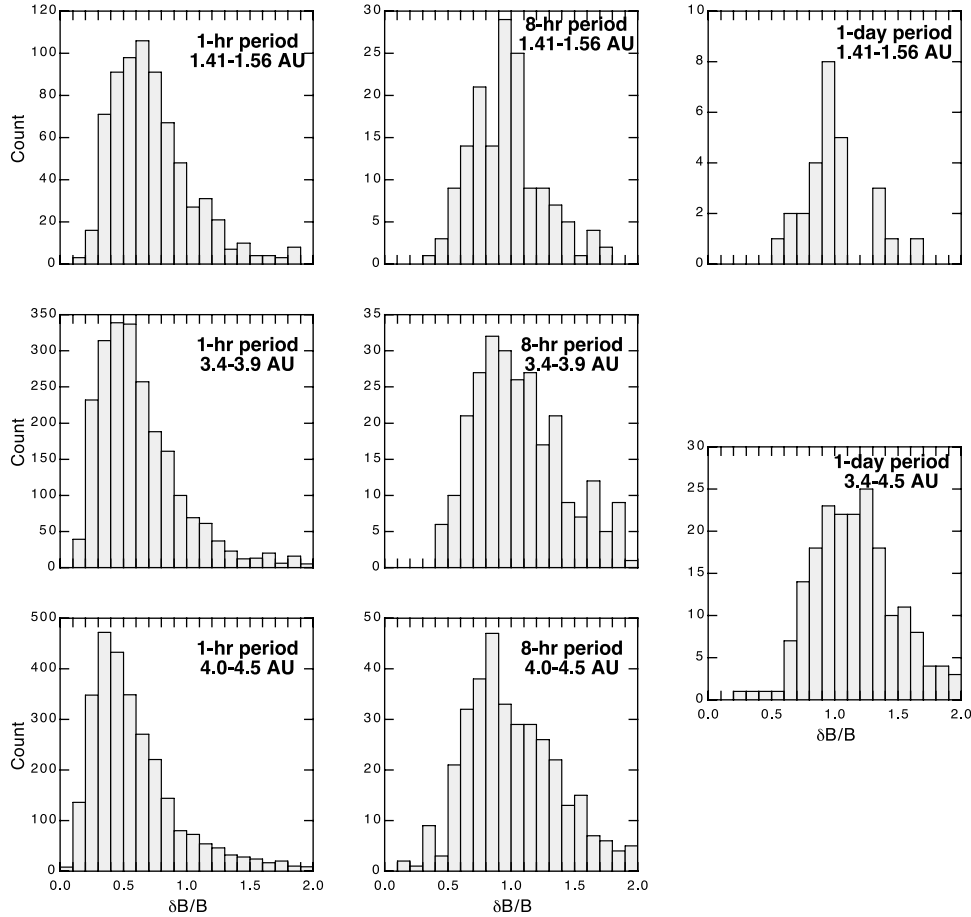 120
100
80
60
40
20
0
Count
1-hr period
1.41-1.56 AU
30
25
20
15
10
5
0
8-hr period
1.41-1.56 AU
10
8
6
4
2
0
1-day period
1.41-1.56 AU
350
300
250
200
150
100
50
0
Count
1-hr period
3.4-3.9 AU
35
30
25
20
15
10
5
0
8-hr period
3.4-3.9 AU
30
25
20
15
10
5
0
1-day period
3.4-4.5 AU
0.0 0.5 1.0 1.5 2.0
δB/B
500
400
300
200
100
0
Count
1-hr period
4.0-4.5 AU
0.0 0.5 1.0 1.5 2.0
δB/B
50
40
30
20
10
0
8-hr period
4.0-4.5 AU
0.0 0.5 1.0 1.5 2.0
δB/B